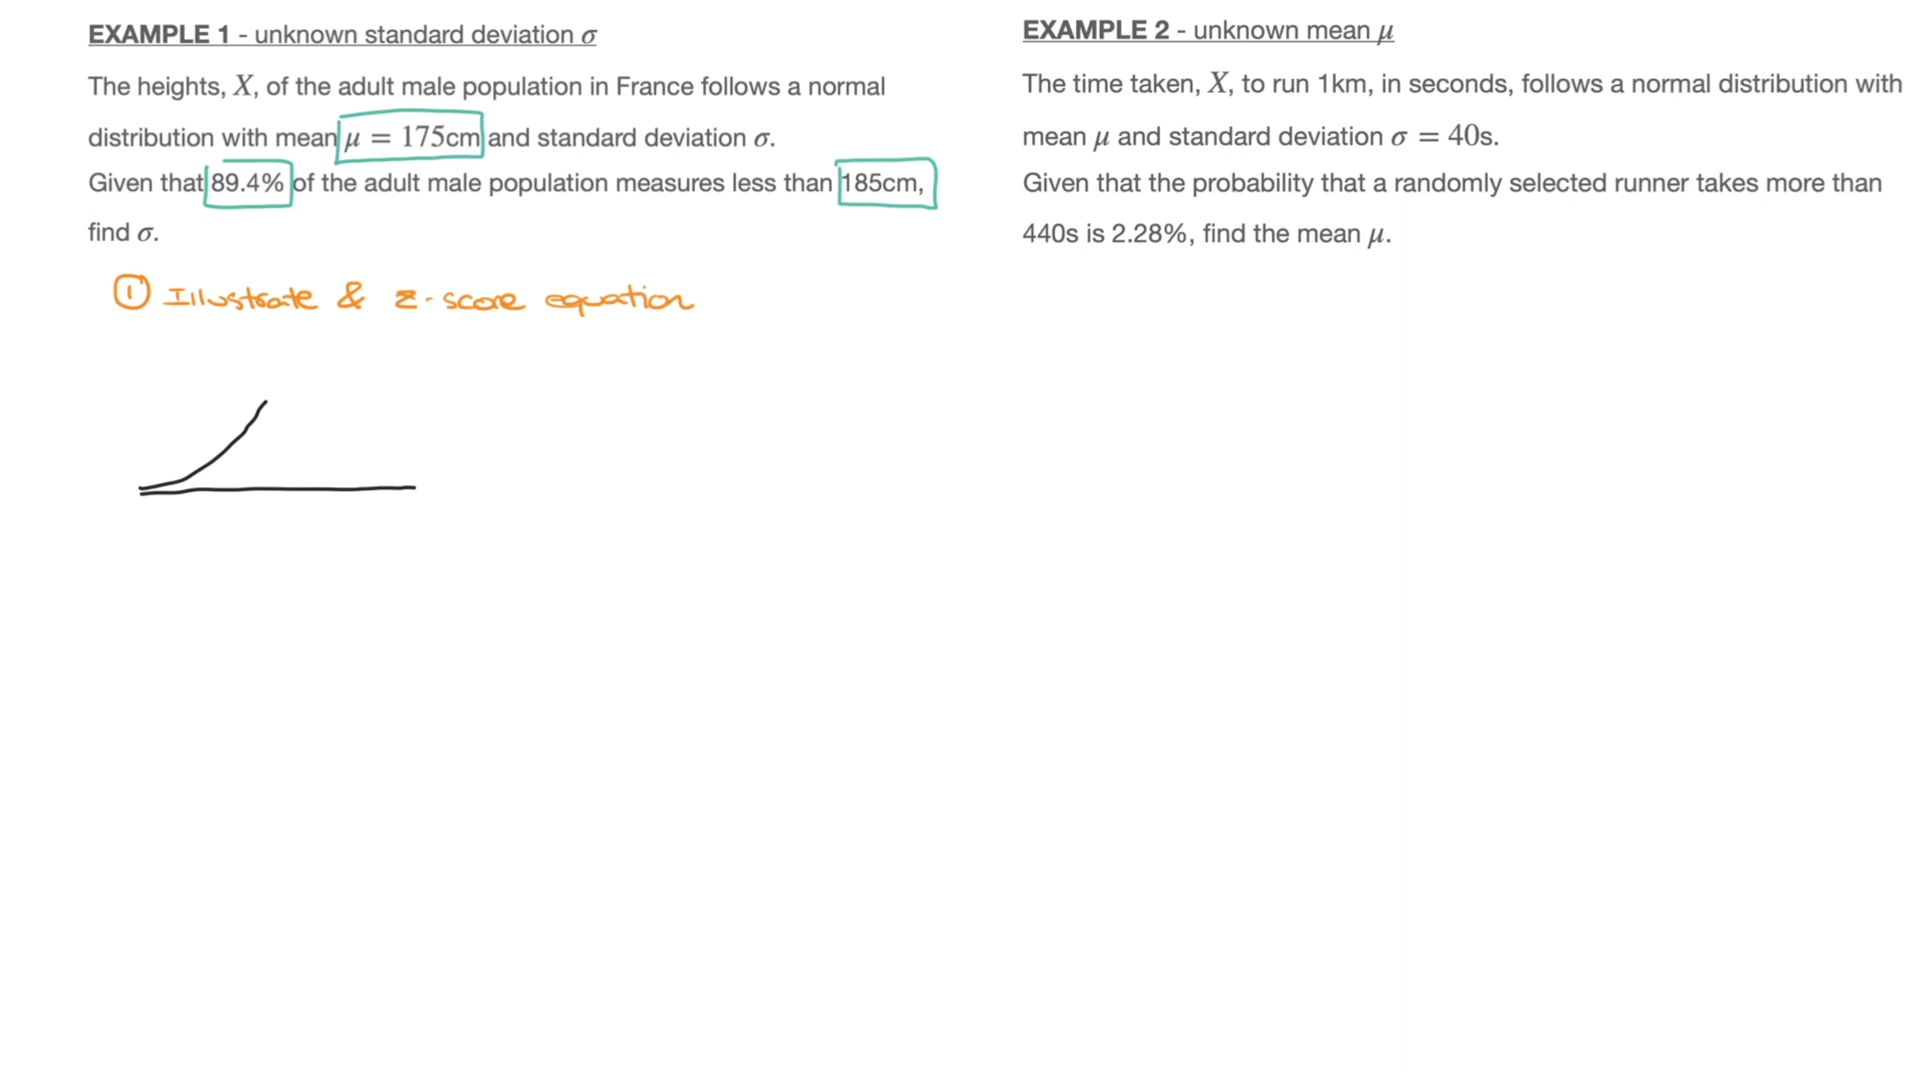 EXAMPLE 1 - unknown standard deviation σ
The heights, X, of the adult male population in France follows a normal
distribution with mean μ = 175cm and standard deviation σ.
Given that 89.4% of the adult male population measures less than 185cm,
find σ.
① Illustrate & z-score equation
EXAMPLE 2 - unknown mean μ
The time taken, X, to run 1km, in seconds, follows a normal distribution with
mean μ and standard deviation σ = 40s.
Given that the probability that a randomly selected runner takes more than
440s is 2.28%, find the mean μ.